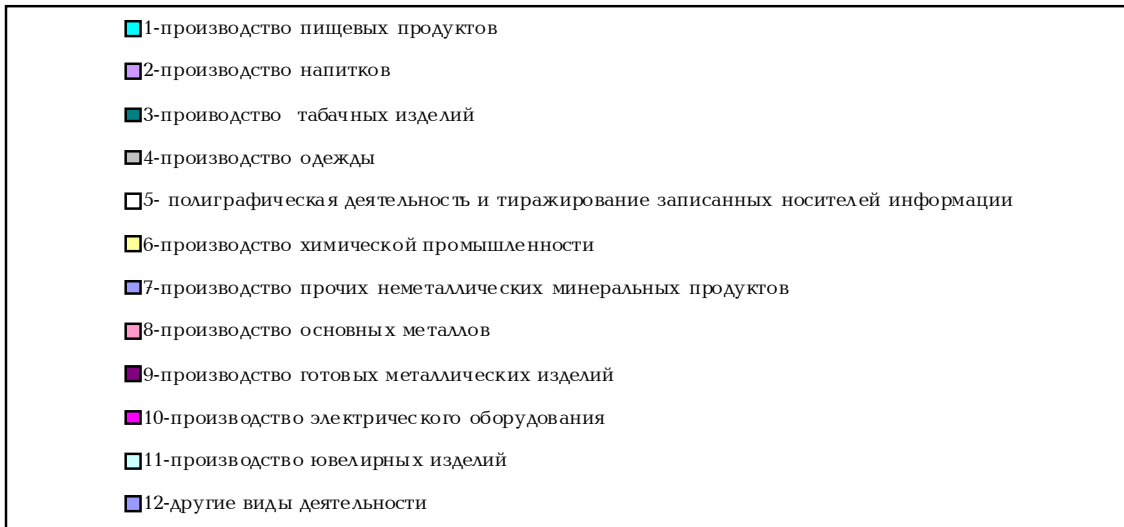 1-производство пищевых продуктов
2-производство напитков
3-проиводство табачных изделий
4-производство одежды
5- полиграфическая деятельность и тиражирование записанных носителей информации
6-производство химической промышленности
7-производство прочих неметаллических минеральных продуктов
8-производство основных металлов
9-производство готовых металлических изделий
10-производство электрического оборудования
11-производство ювелирных изделий
12-другие виды деятельности